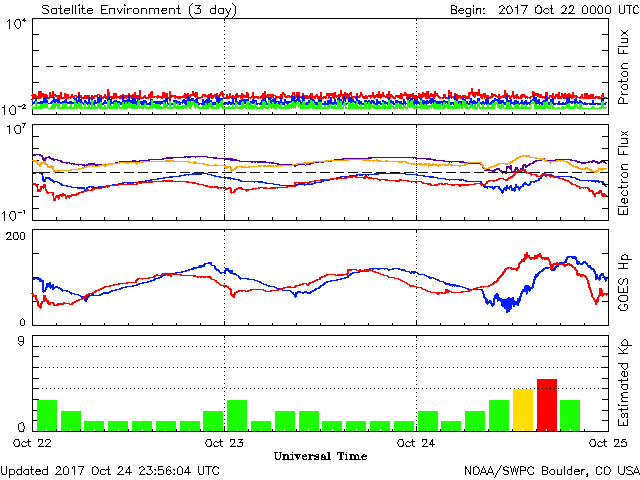 Satellite Environment (3 day) Begin: 2017 Oct 22 0000 UTC
10^4
10^-2
Proton Flux
10^7
10^-1
Electron Flux
200
0
GOES Hp
9
0
Estimated Kp
Oct 22 Oct 23 Oct 24 Oct 25
Universal Time
Updated 2017 Oct 24 23:56:04 UTC NOAA/SWPC Boulder, CO USA